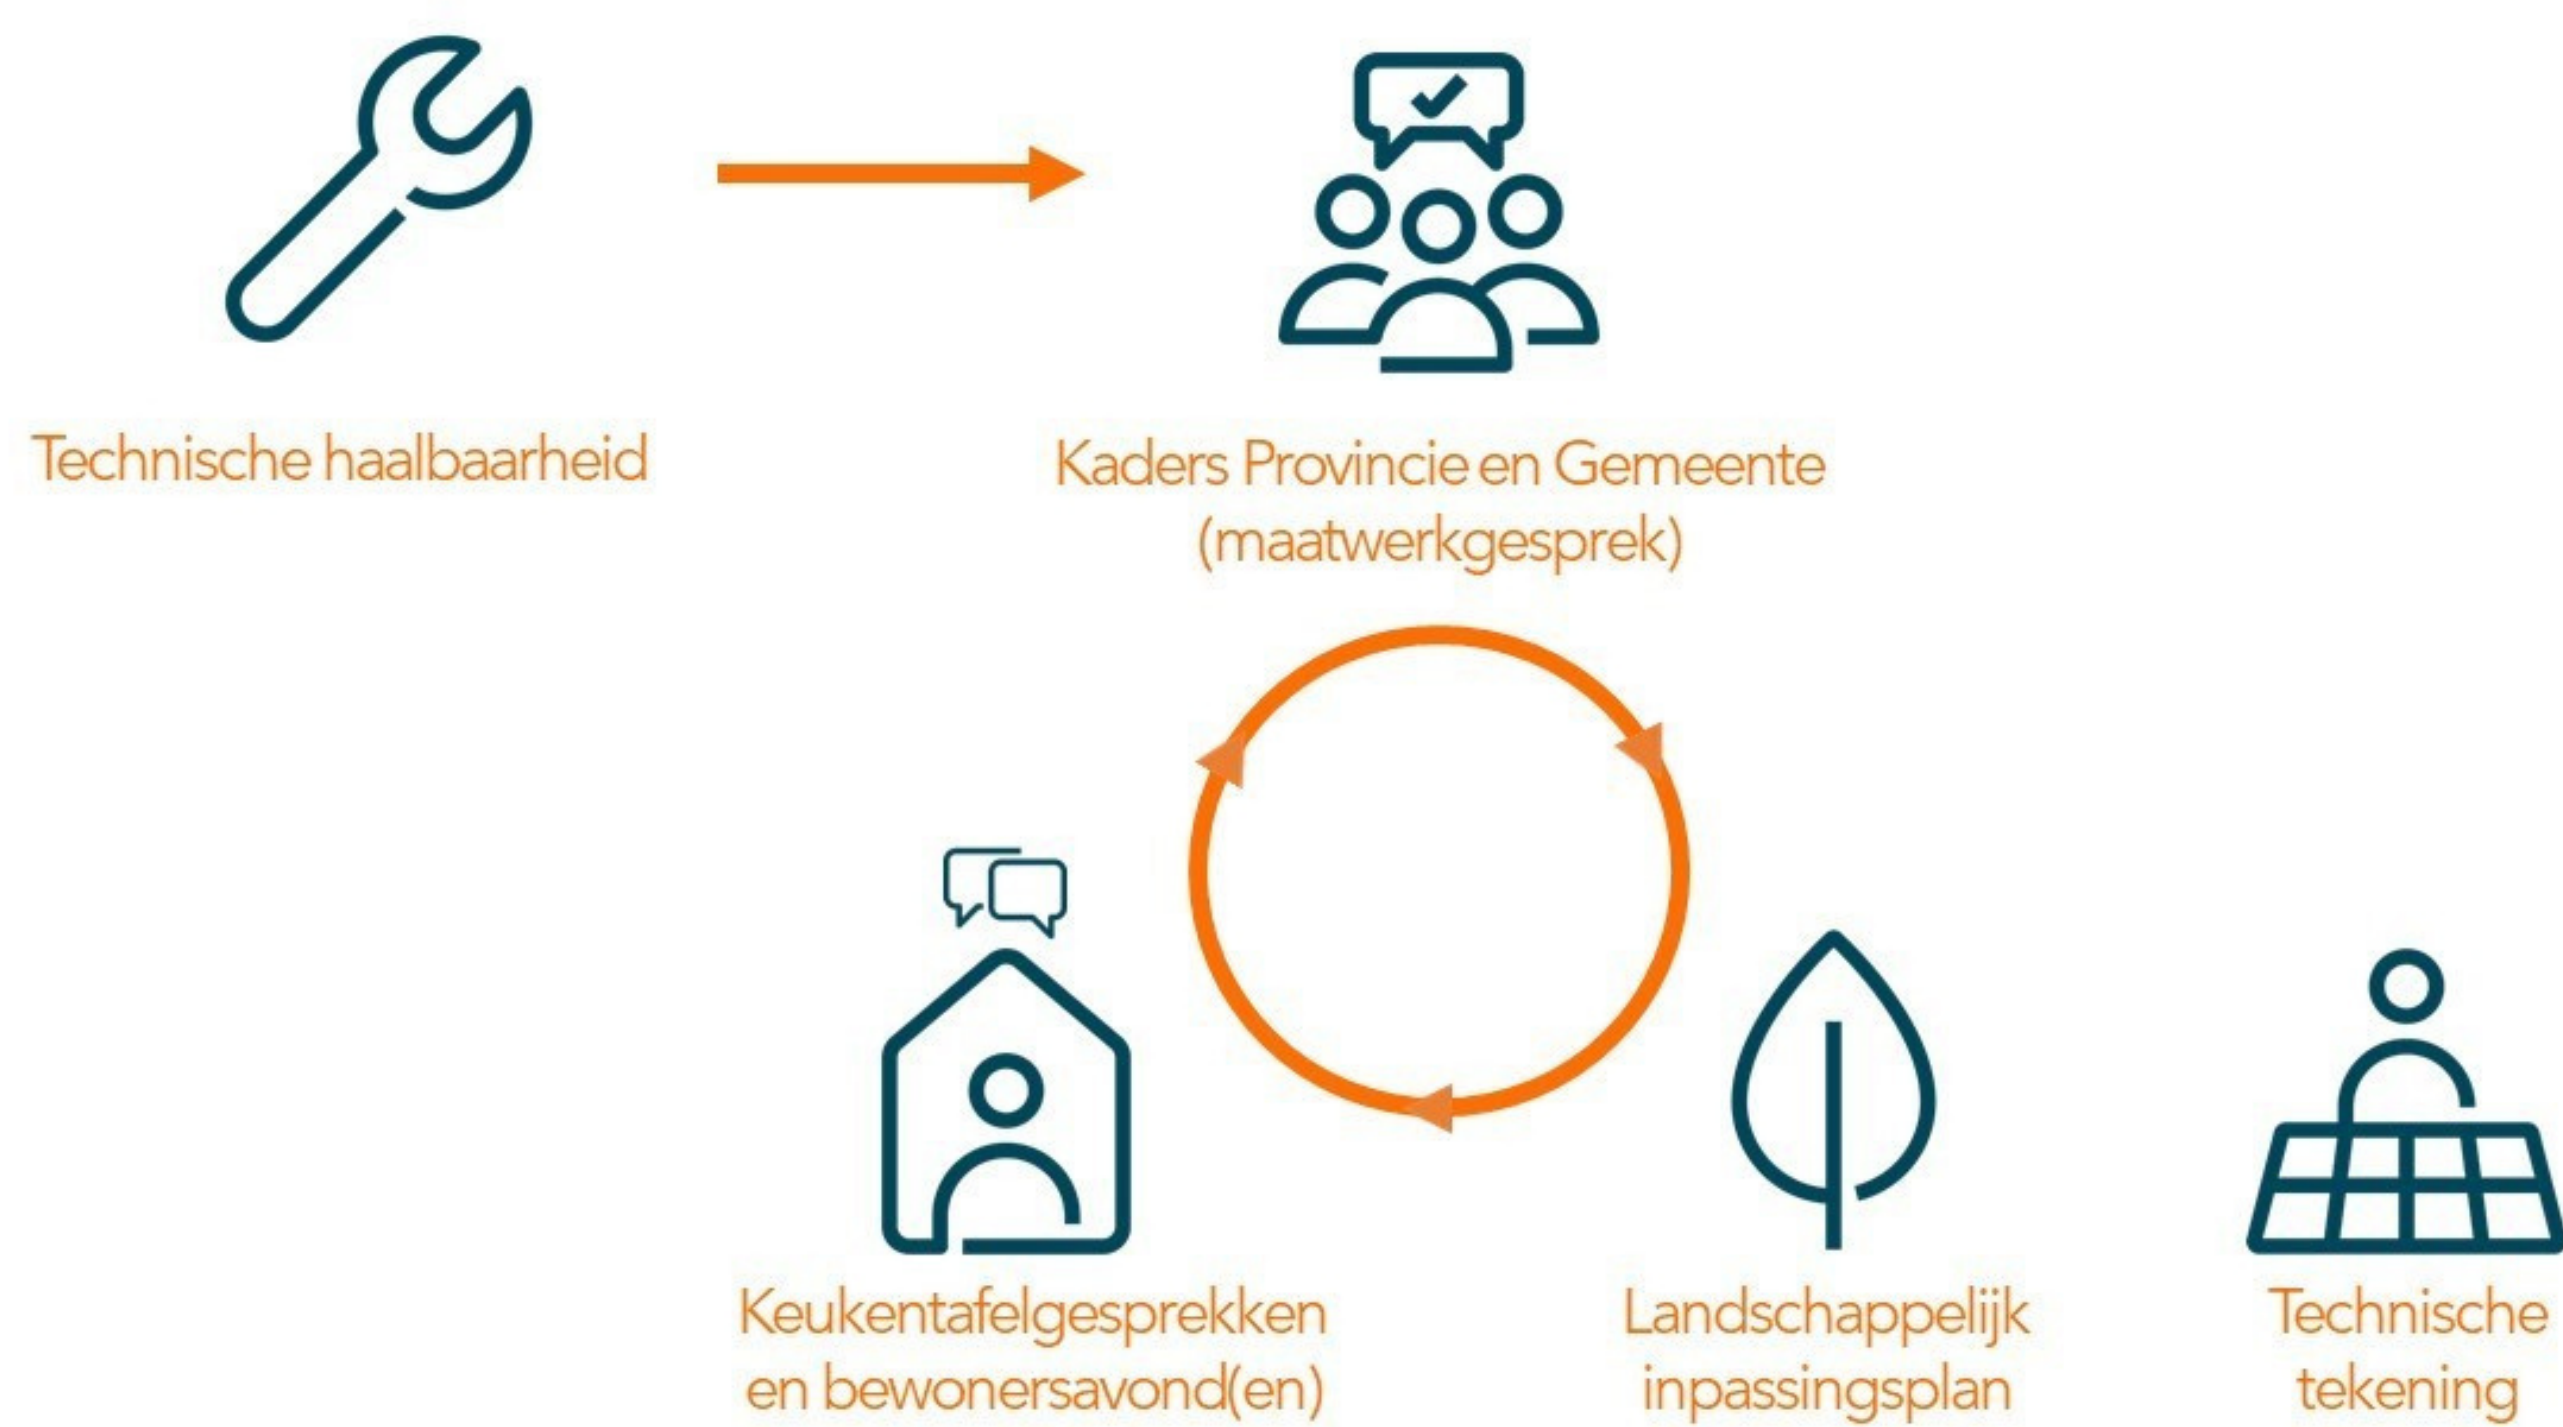 Technische haalbaarheid
Kaders Provincie en Gemeente
(maatwerkgesprek)
Keukentafelgesprekken
en bewonersavond(en)
Landschappelijk
inpassingsplan
Technische
tekening